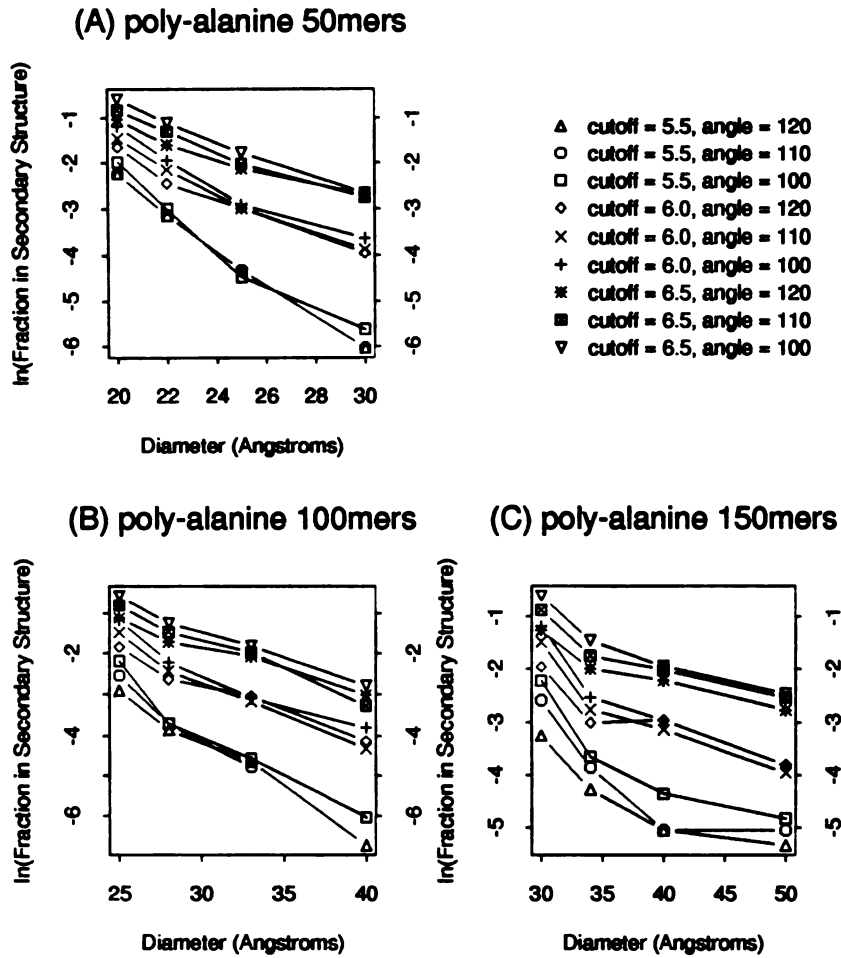 (A) poly-alanine 50mers
ln(Fraction in Secondary Structure)
-1
-2
-3
-4
-5
-6
-1
-2
-3
-4
-5
-6
20 22 24 26 28 30
Diameter (Angstroms)
cutoff = 5.5, angle = 120
cutoff = 5.5, angle = 110
cutoff = 5.5, angle = 100
cutoff = 6.0, angle = 120
cutoff = 6.0, angle = 110
cutoff = 6.0, angle = 100
cutoff = 6.5, angle = 120
cutoff = 6.5, angle = 110
cutoff = 6.5, angle = 100
(B) poly-alanine 100mers
ln(Fraction in Secondary Structure)
-2
-4
-6
-2
-4
-6
25 30 35 40
Diameter (Angstroms)
(C) poly-alanine 150mers
ln(Fraction in Secondary Structure)
-1
-2
-3
-4
-5
-1
-2
-3
-4
-5
30 35 40 45 50
Diameter (Angstroms)